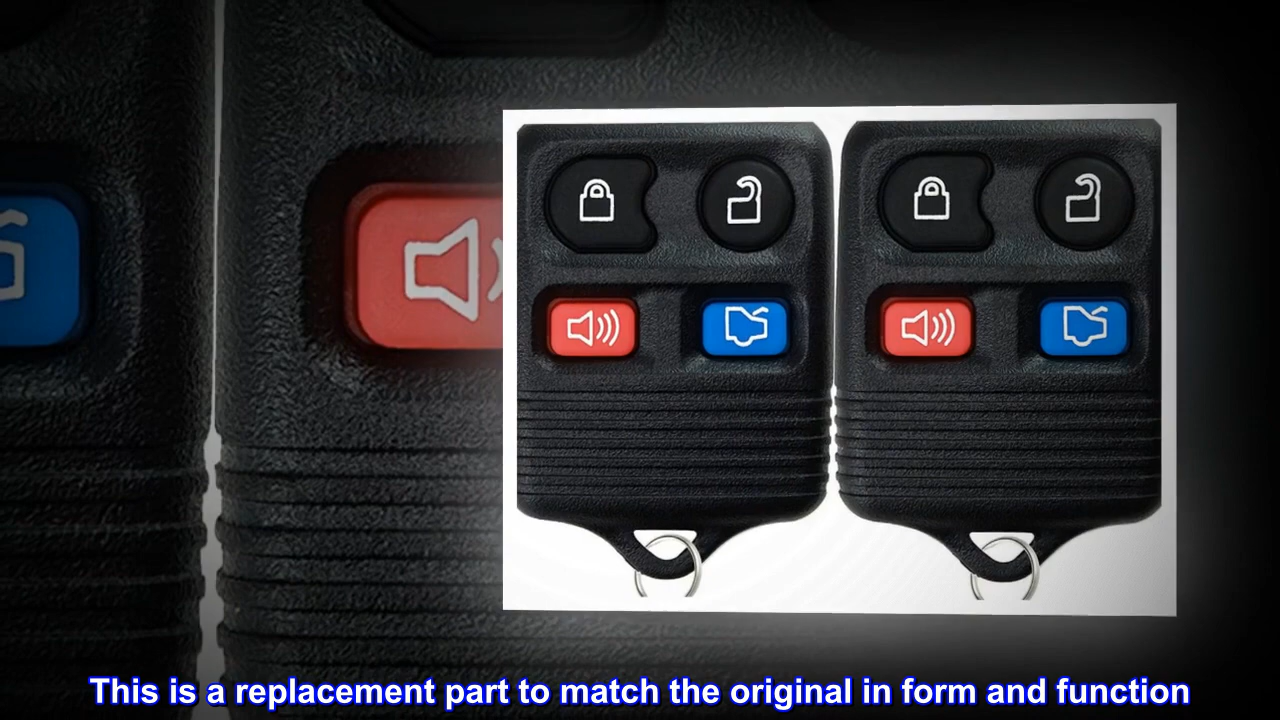 This is a replacement part to match the original in form and function